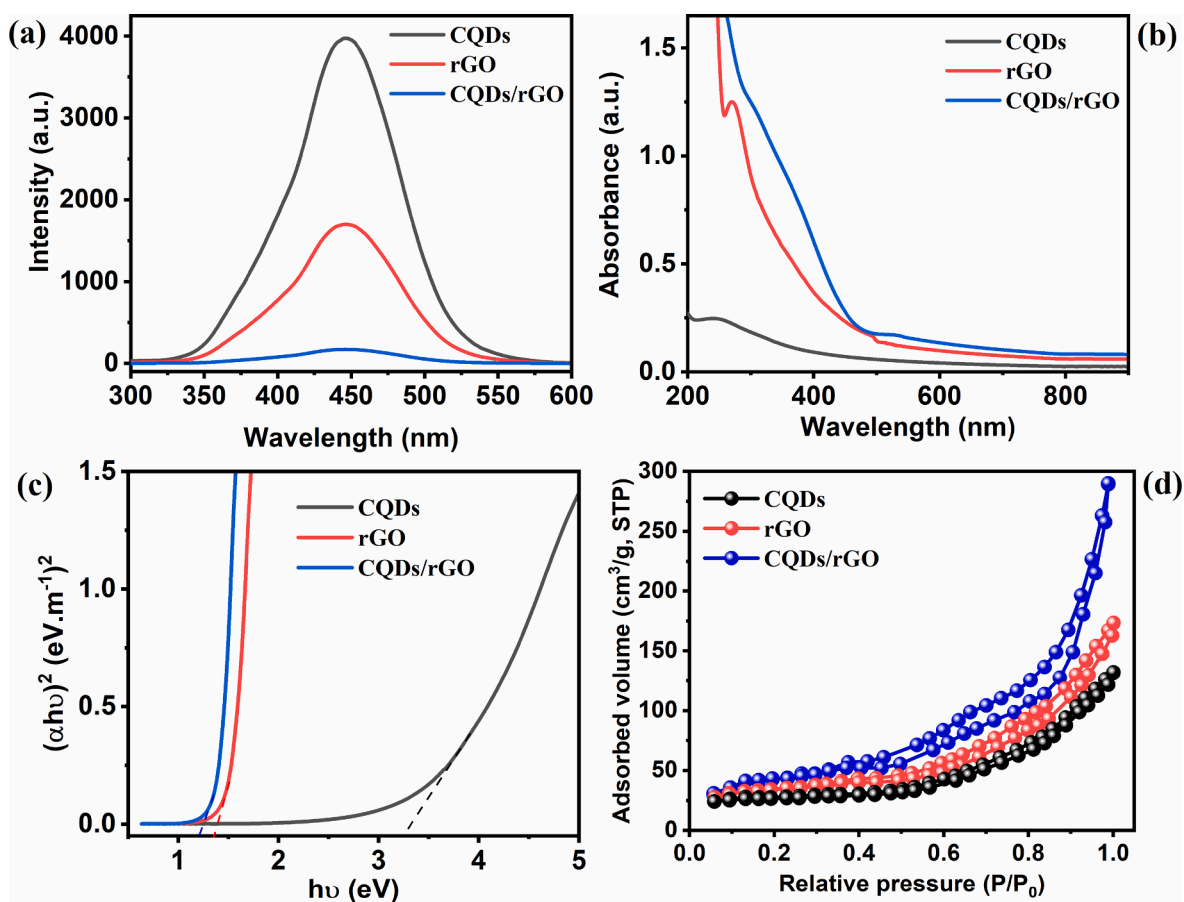 (a)
4000
3000
2000
1000
0
Intensity (a.u.)
CQDs
rGO
CQDs/rGO
300 350 400 450 500 550 600
Wavelength (nm)
(b)
1.5
1.0
0.5
0.0
Absorbance (a.u.)
CQDs
rGO
CQDs/rGO
200 400 600 800
Wavelength (nm)
(c)
1.5
1.0
0.5
0.0
(αhυ)² (eV.m⁻¹)²
CQDs
rGO
CQDs/rGO
1 2 3 4 5
hυ (eV)
(d)
300
250
200
150
100
50
0
Adsorbed volume (cm³/g, STP)
CQDs
rGO
CQDs/rGO
0.0 0.2 0.4 0.6 0.8 1.0
Relative pressure (P/P₀)